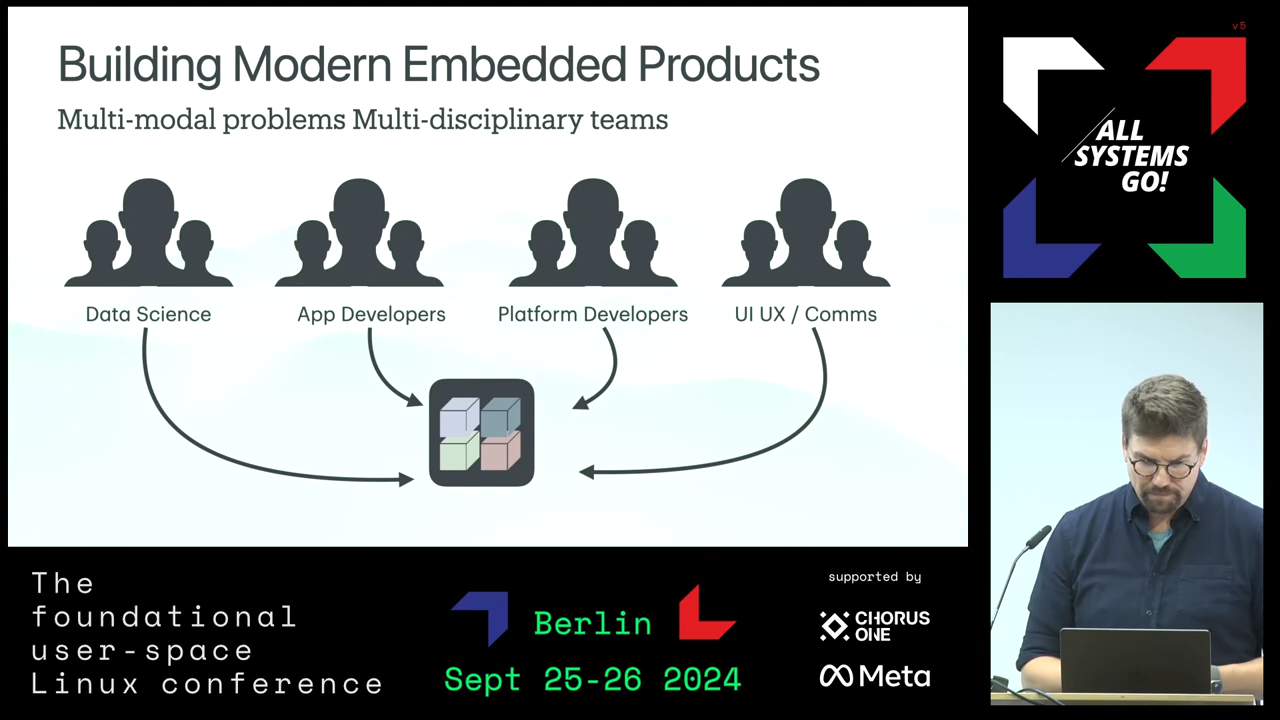 Building Modern Embedded Products
Multi-modal problems Multi-disciplinary teams
Data Science
App Developers
Platform Developers
UI UX / Comms
v5
ALL
SYSTEMS
GO!
The
foundational
user-space
Linux conference
Berlin
Sept 25-26 2024
supported by
CHORUS
ONE
Meta